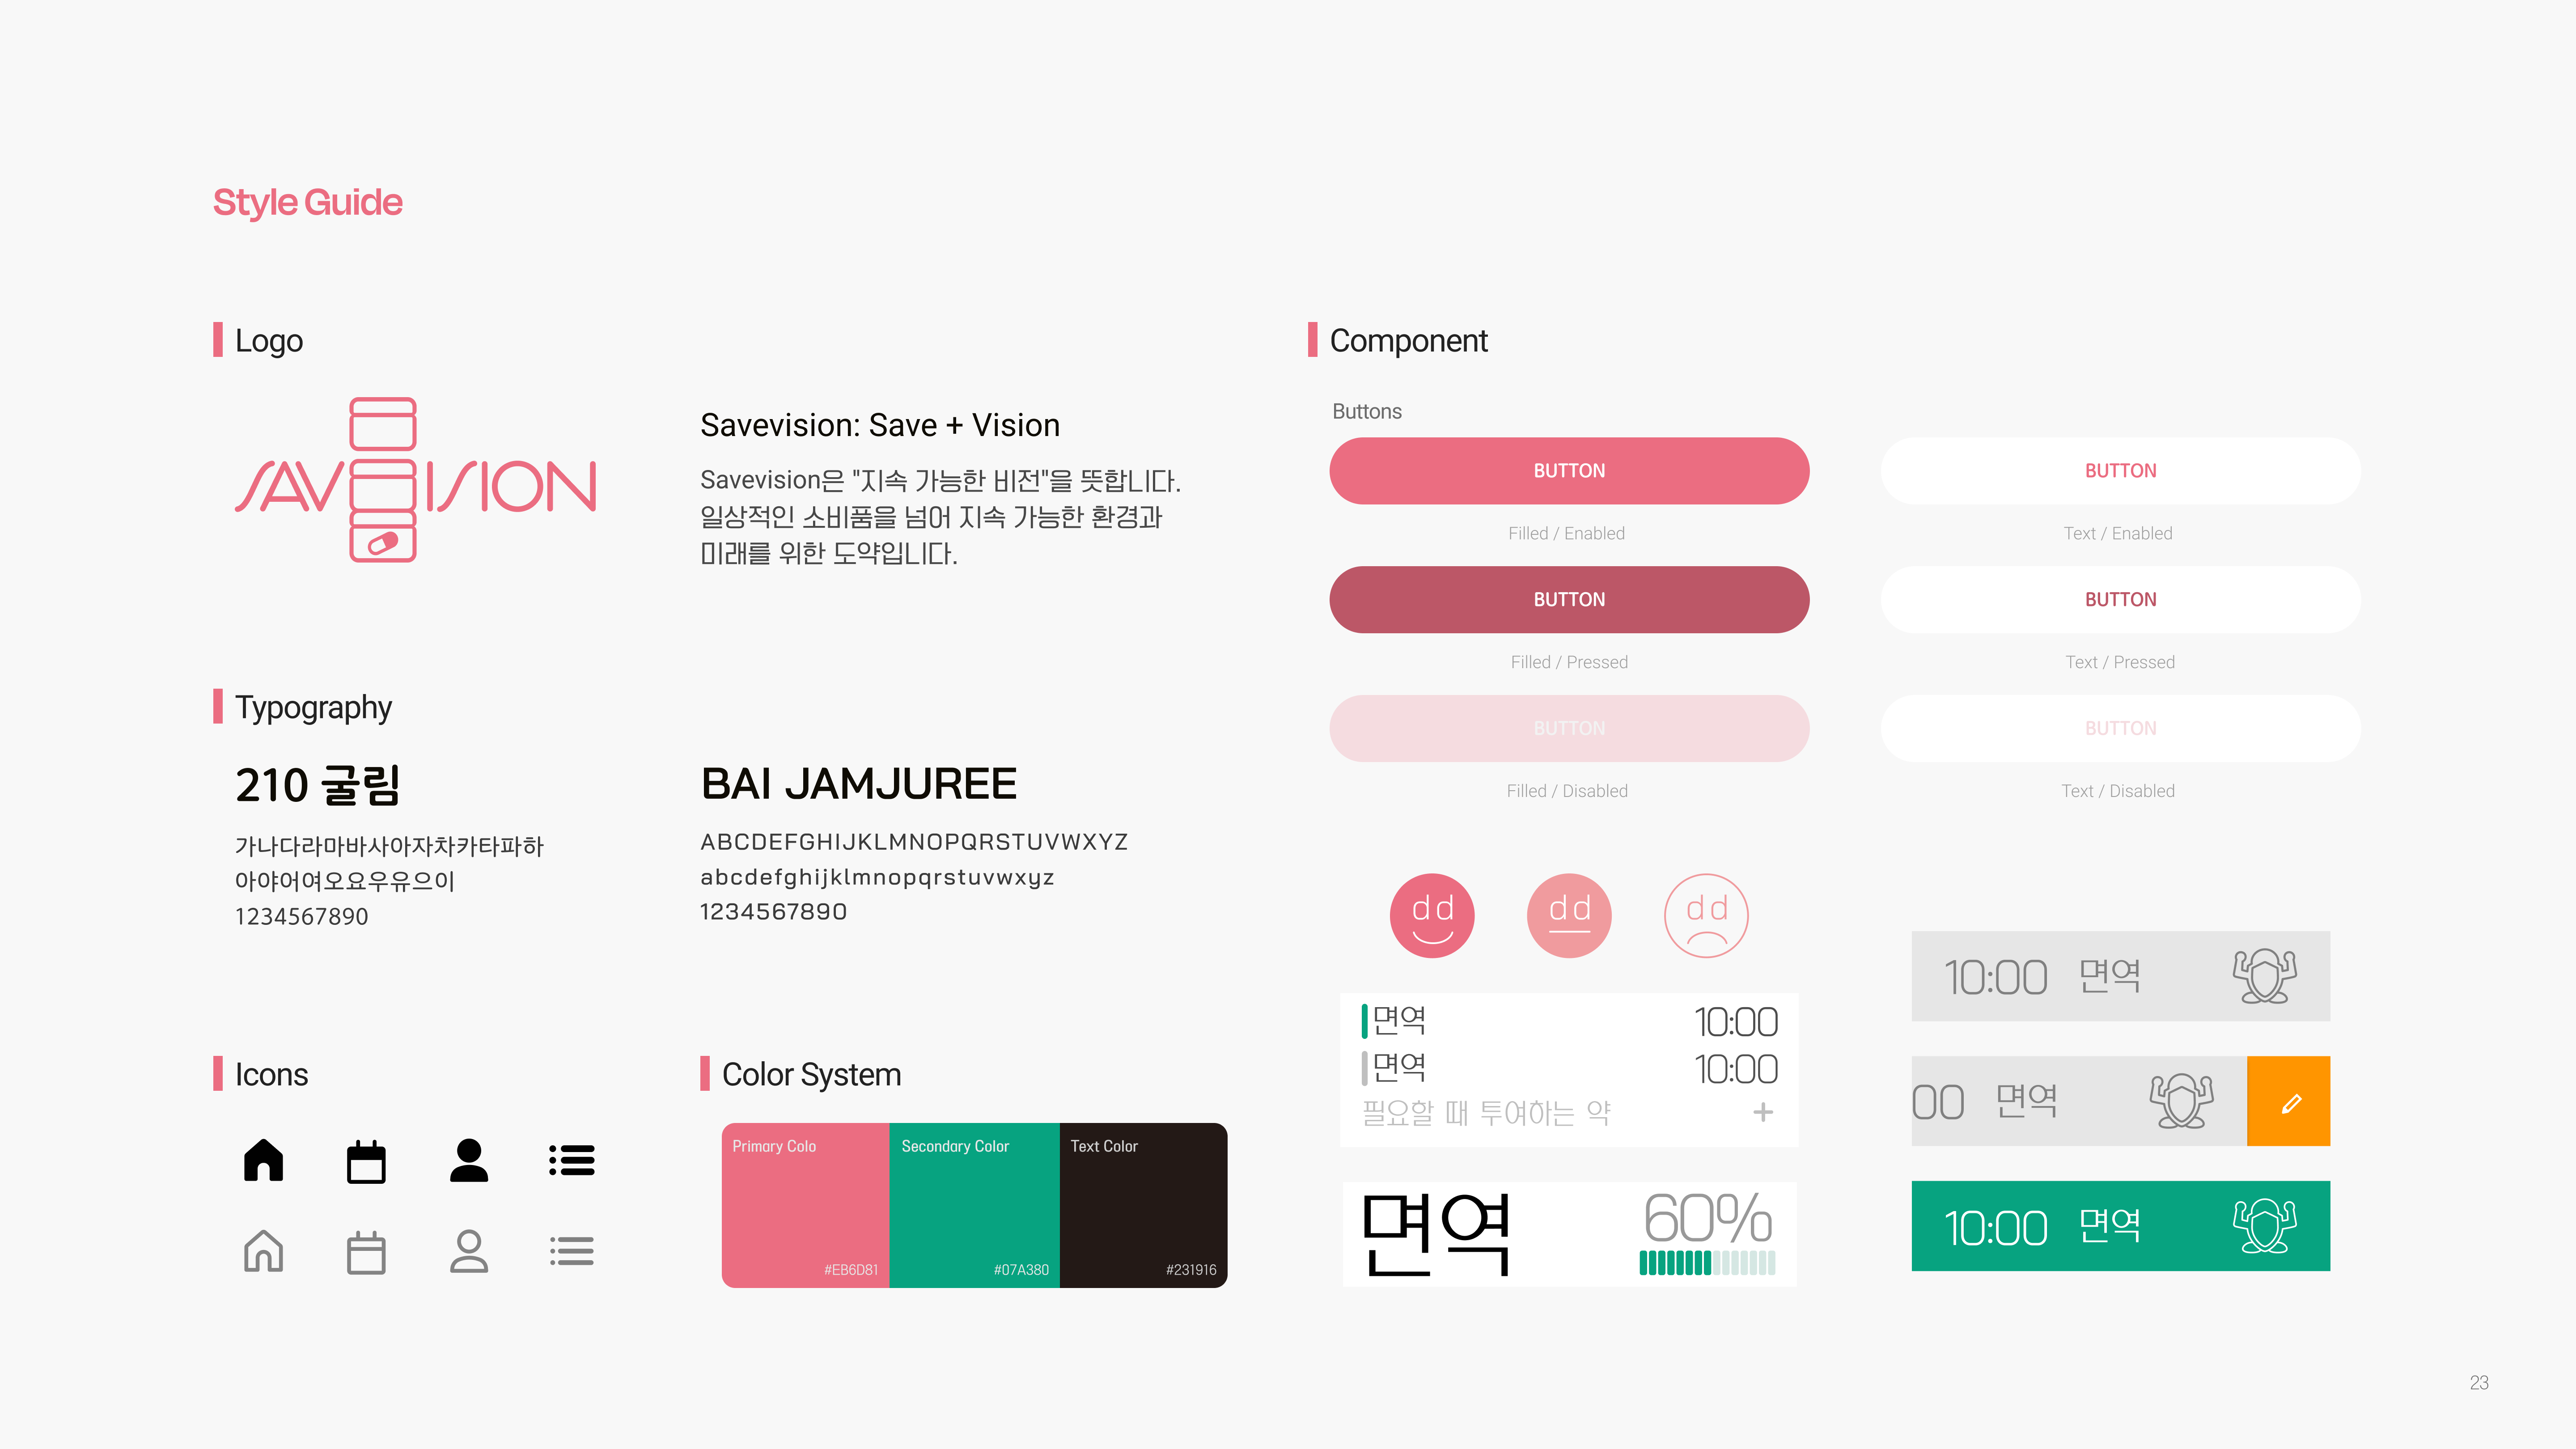 Style Guide
Logo
SAVEVISION
Savevision: Save + Vision
Savevision은 "지속 가능한 비전"을 뜻합니다.
일상적인 소비품을 넘어 지속 가능한 환경과
미래를 위한 도약입니다.
Typography
210 굴림
가나다라마바사아자차카타파하
아야어여오요우유으이
1234567890
BAI JAMJUREE
ABCDEFGHIJKLMNOPQRSTUVWXYZ
abcdefghijklmnopqrstuvwxyz
1234567890
Icons
Color System
Primary Colo
#EB6D81
Secondary Color
#07A380
Text Color
#231916
Component
Buttons
BUTTON
Filled / Enabled
BUTTON
Text / Enabled
BUTTON
Filled / Pressed
BUTTON
Text / Pressed
BUTTON
Filled / Disabled
BUTTON
Text / Disabled
d d
d d
d d
면역 10:00
면역 10:00
필요할 때 투여하는 약 +
면역 60%
10:00 면역
00 면역
10:00 면역
23